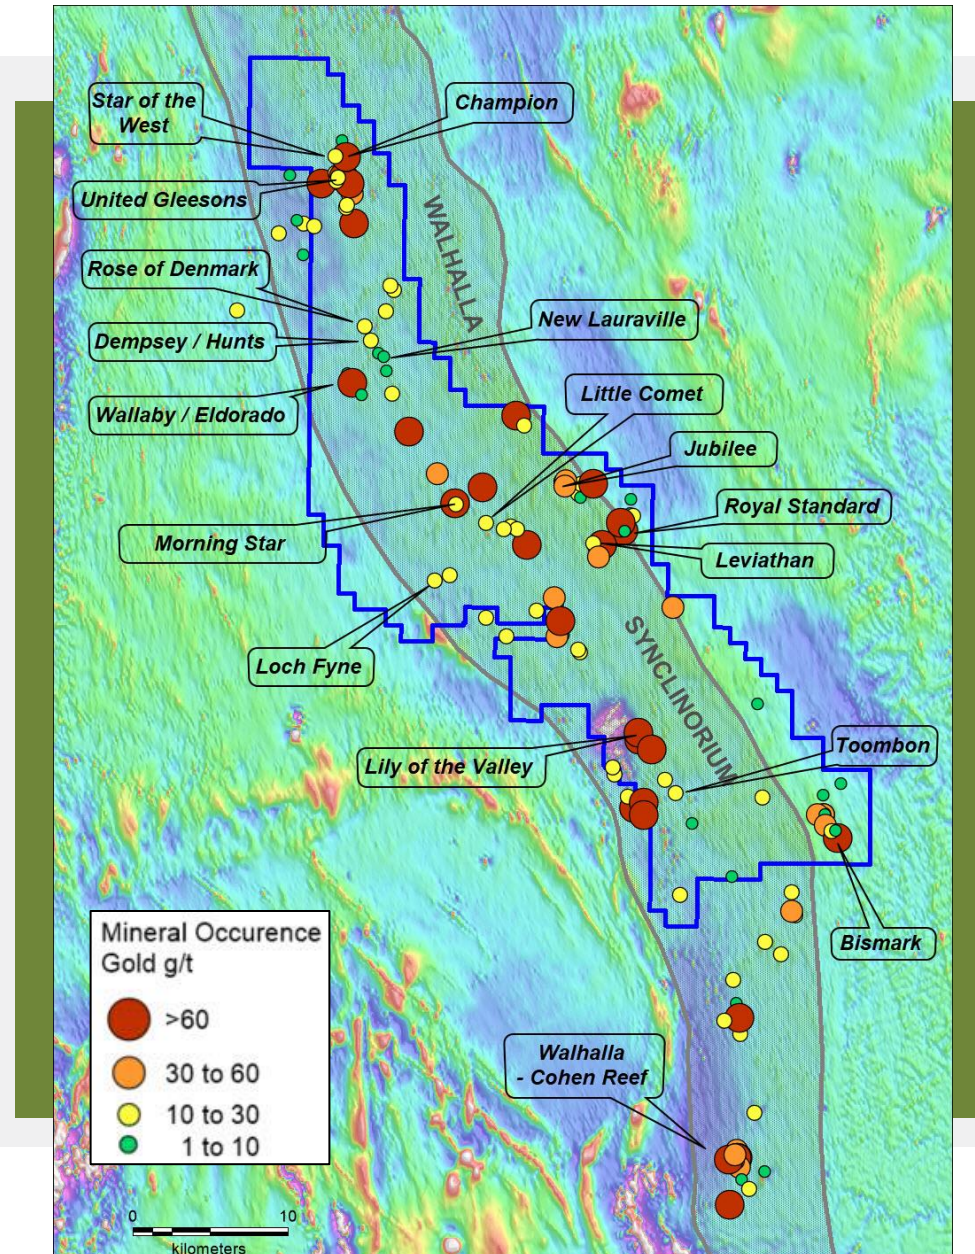 Star of the
West
Champion
United Gleesons
WALHALLA
Rose of Denmark
New Lauraville
Dempsey / Hunts
Little Comet
Wallaby / Eldorado
Jubilee
Royal Standard
Morning Star
Leviathan
SYNCLINORIUM
Loch Fyne
Toombon
Lily of the Valley
Mineral Occurence
Gold g/t
>60
30 to 60
10 to 30
1 to 10
Bismark
Walhalla
- Cohen Reef
0 10
kilometers